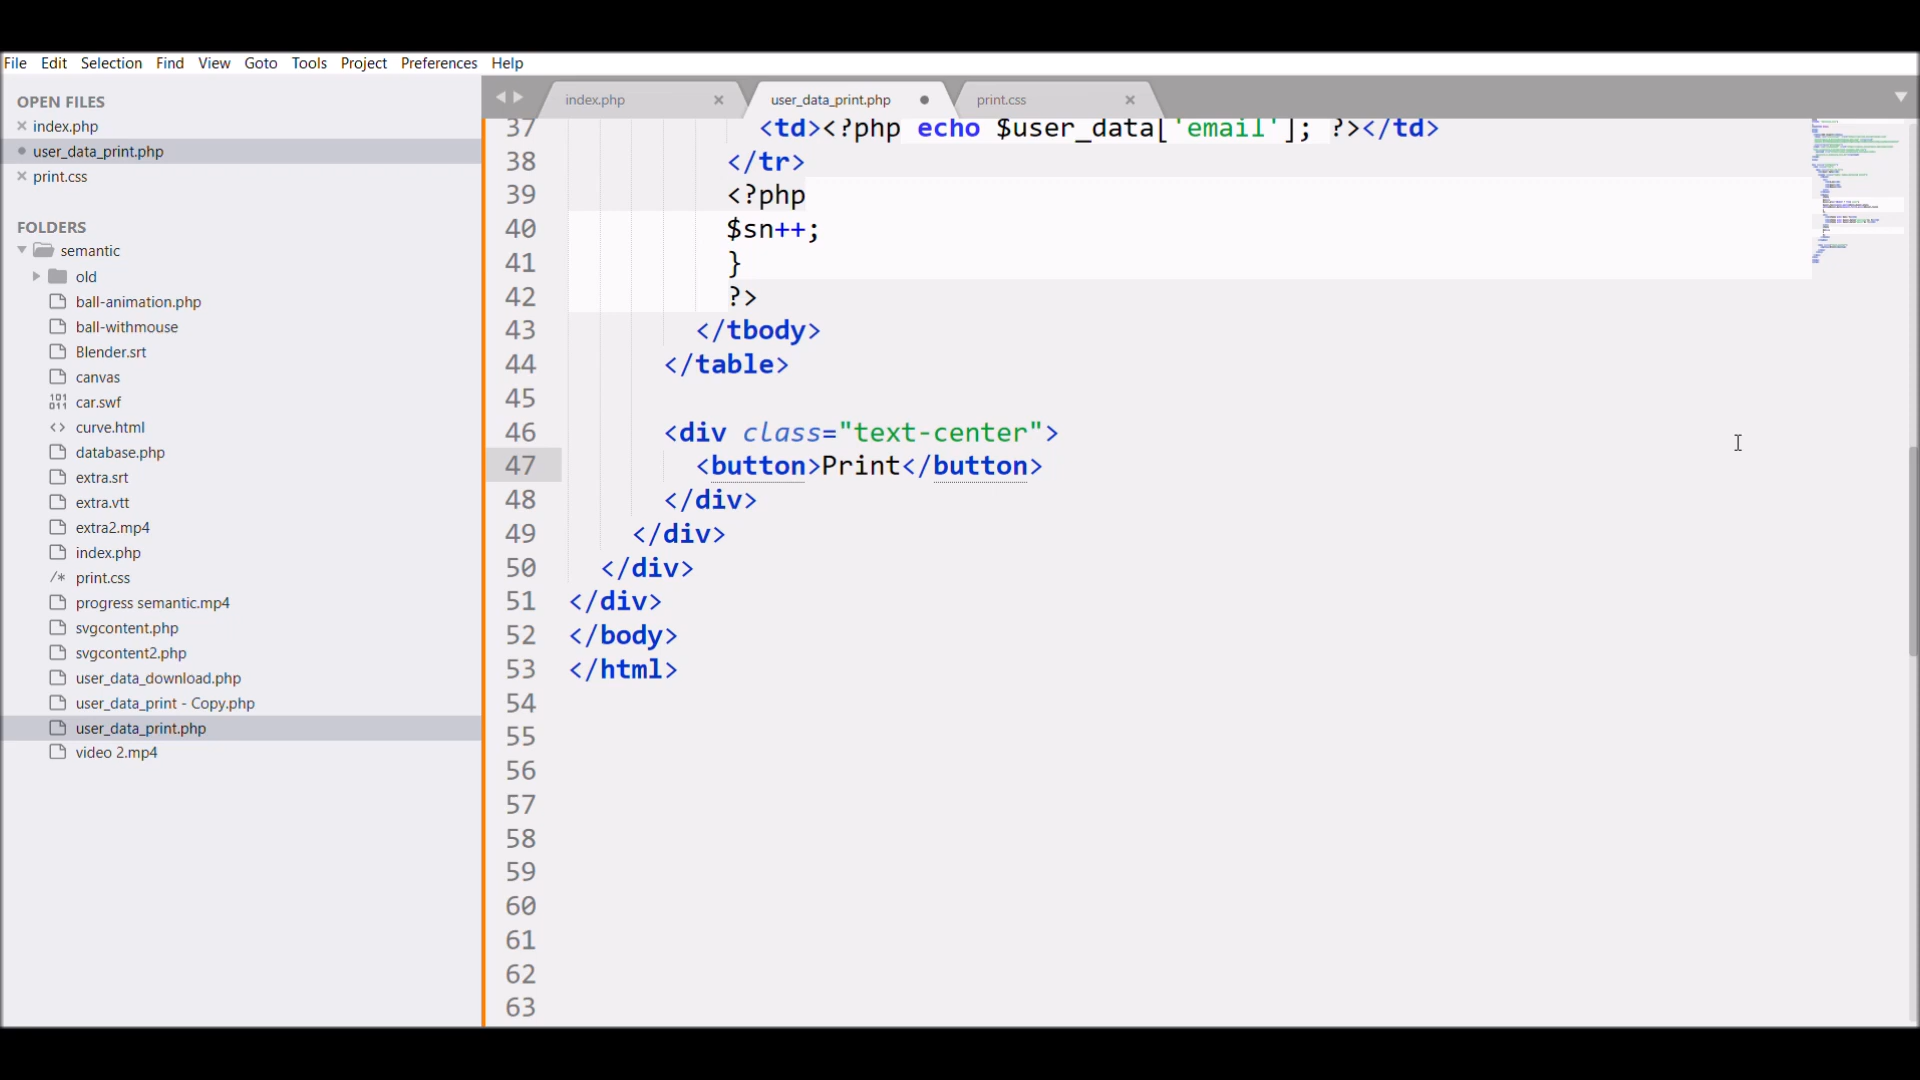 File Edit Selection Find View Goto Tools Project Preferences Help
OPEN FILES
index.php
user_data_print.php
print.css
FOLDERS
semantic
old
ball-animation.php
ball-withmouse
Blender.srt
canvas
car.swf
curve.html
database.php
extra.srt
extra.vtt
extra2.mp4
index.php
print.css
progress semantic.mp4
svgcontent.php
svgcontent2.php
user_data_download.php
user_data_print - Copy.php
user_data_print.php
video 2.mp4
index.php user_data_print.php print.css
37 <td><?php echo $user_data['email']; ?></td>
38 </tr>
39 <?php
40 $sn++;
41 }
42 ?>
43 </tbody>
44 </table>
45
46 <div class="text-center">
47 <button>Print</button>
48 </div>
49 </div>
50 </div>
51 </div>
52 </body>
53 </html>
54
55
56
57
58
59
60
61
62
63